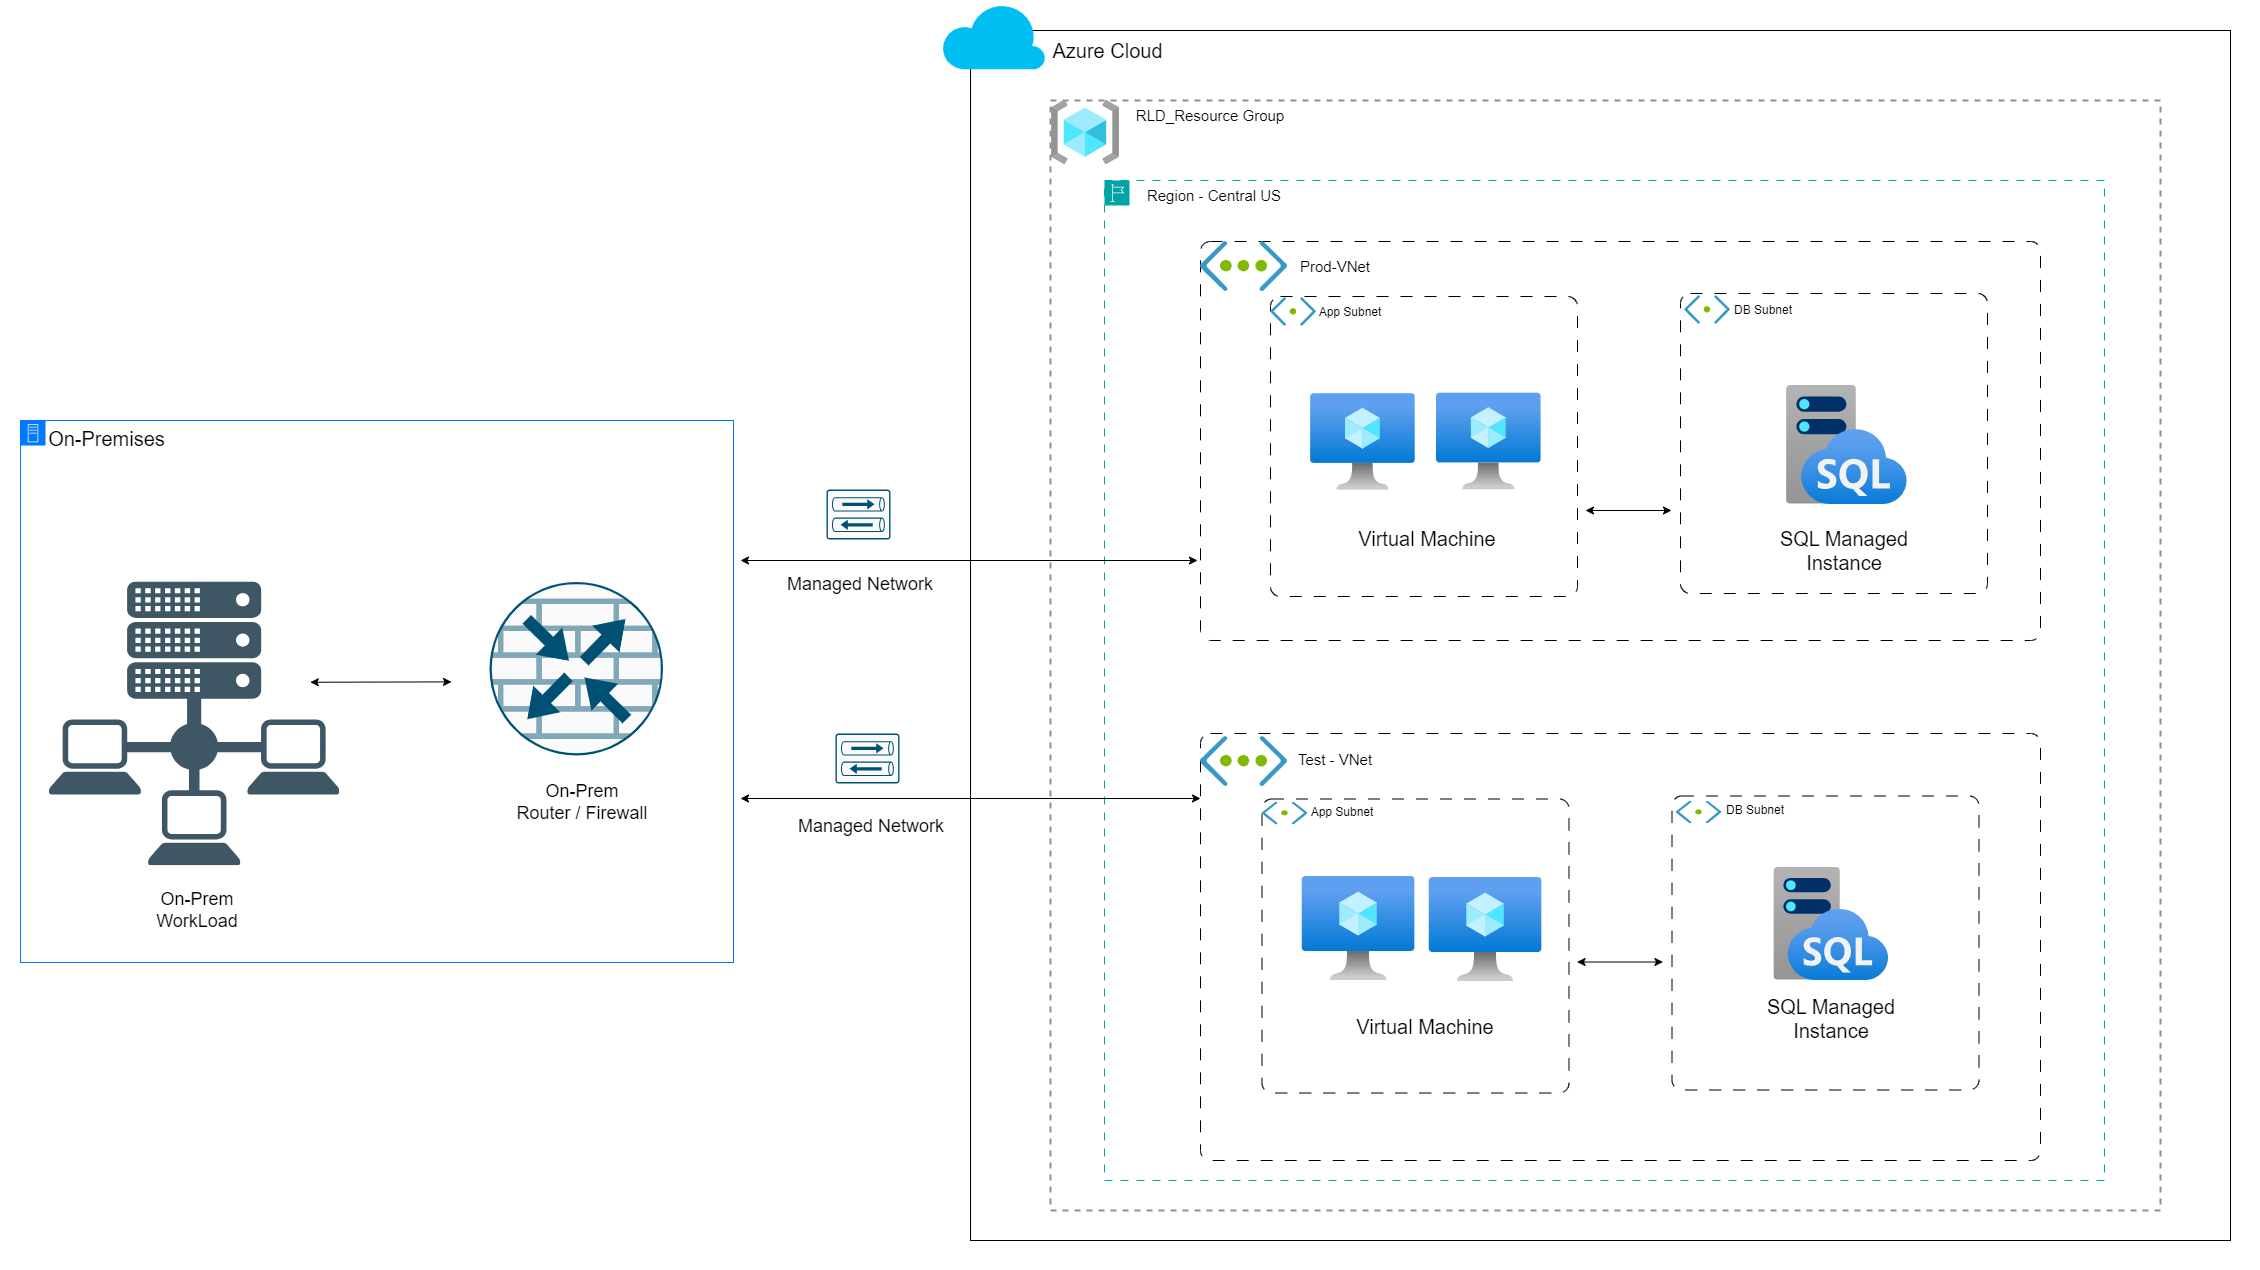 Azure Cloud
RLD_Resource Group
Region - Central US
Prod-VNet
App Subnet
DB Subnet
SQL
Virtual Machine
SQL Managed
Instance
On-Premises
Managed Network
On-Prem
Router / Firewall
On-Prem
WorkLoad
Managed Network
Test - VNet
App Subnet
DB Subnet
SQL
Virtual Machine
SQL Managed
Instance